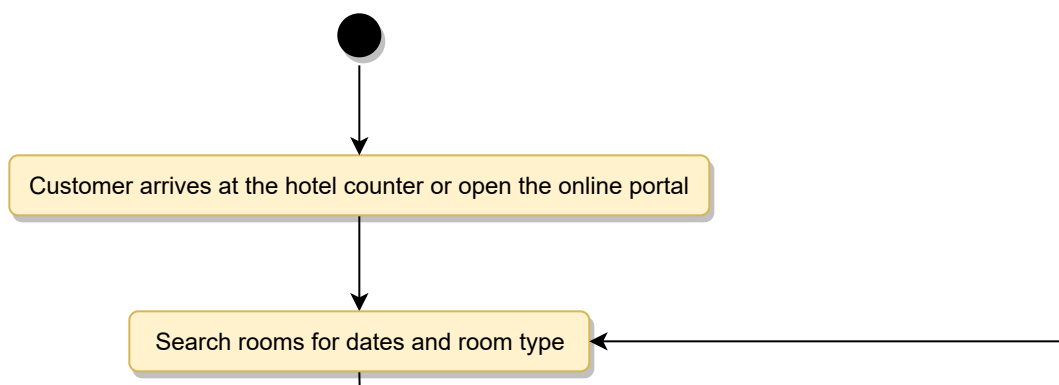 Customer arrives at the hotel counter or open the online portal
Search rooms for dates and room type